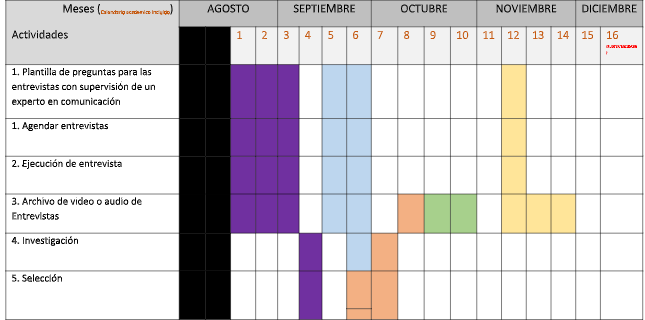 Meses (Calendario académico incluido) AGOSTO SEPTIEMBRE OCTUBRE NOVIEMBRE DICIEMBRE
Actividades 1 2 3 4 5 6 7 8 9 10 11 12 13 14 15 16
1. Plantilla de preguntas para las
entrevistas con supervisión de un
experto en comunicación
1. Agendar entrevistas
2. Ejecución de entrevista
3. Archivo de video o audio de
Entrevistas
4. Investigación
5. Selección